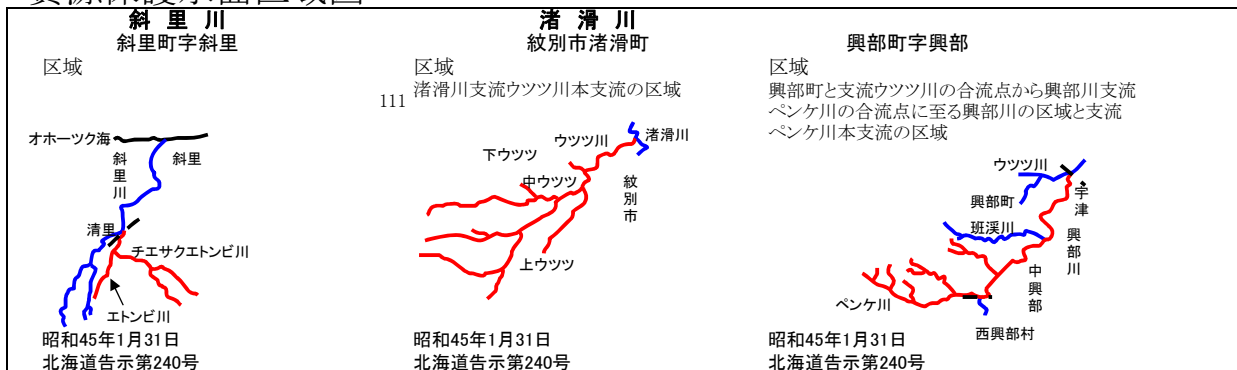 資源保護水面区域図
斜里川
斜里町字斜里
区域
オホーツク海
斜里
斜里川
清里
チエサクエトンビ川
エトンビ川
昭和45年1月31日
北海道告示第240号
渚滑川
紋別市渚滑町
区域
渚滑川支流ウツツ川本支流の区域
111
ウツツ川
渚滑川
下ウツツ
中ウツツ
紋別市
上ウツツ
昭和45年1月31日
北海道告示第240号
興部町字興部
区域
興部町と支流ウツツ川の合流点から興部川支流
ペンケ川の合流点に至る興部川の区域と支流
ペンケ川本支流の区域
ウツツ川
宇津
興部町
班渓川
興部川
中興部
ペンケ川
西興部村
昭和45年1月31日
北海道告示第240号